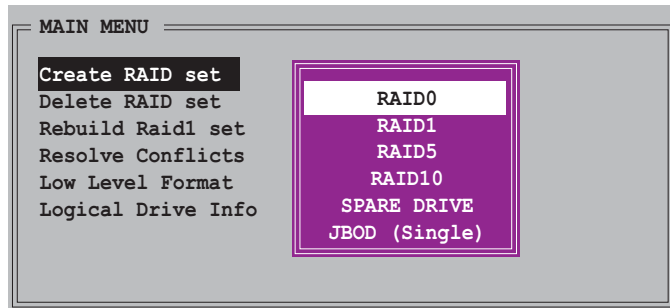 MAIN MENU
Create RAID set
Delete RAID set
Rebuild Raid1 set
Resolve Conflicts
Low Level Format
Logical Drive Info
RAID0
RAID1
RAID5
RAID10
SPARE DRIVE
JBOD (Single)